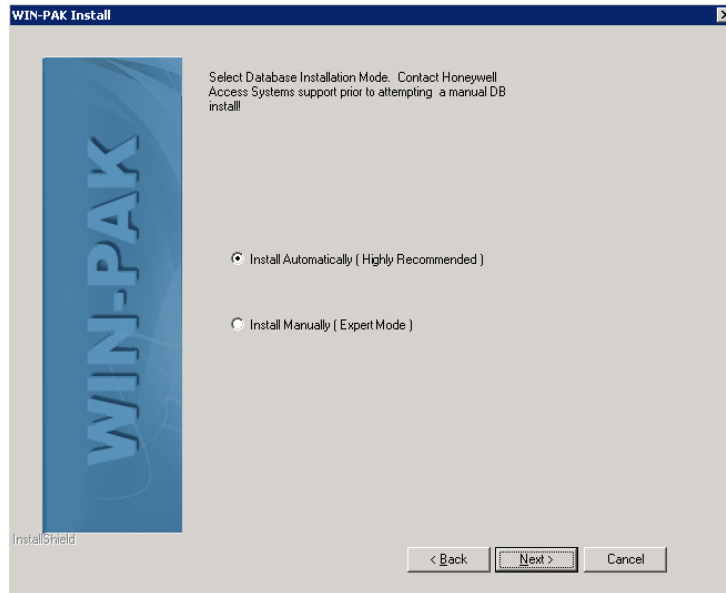 WIN-PAK Install
Select Database Installation Mode. Contact Honeywell
Access Systems support prior to attempting a manual DB
install!
WIN-PAK
Install Automatically ( Highly Recommended )
Install Manually ( Expert Mode )
InstallShield
< Back
Next >
Cancel